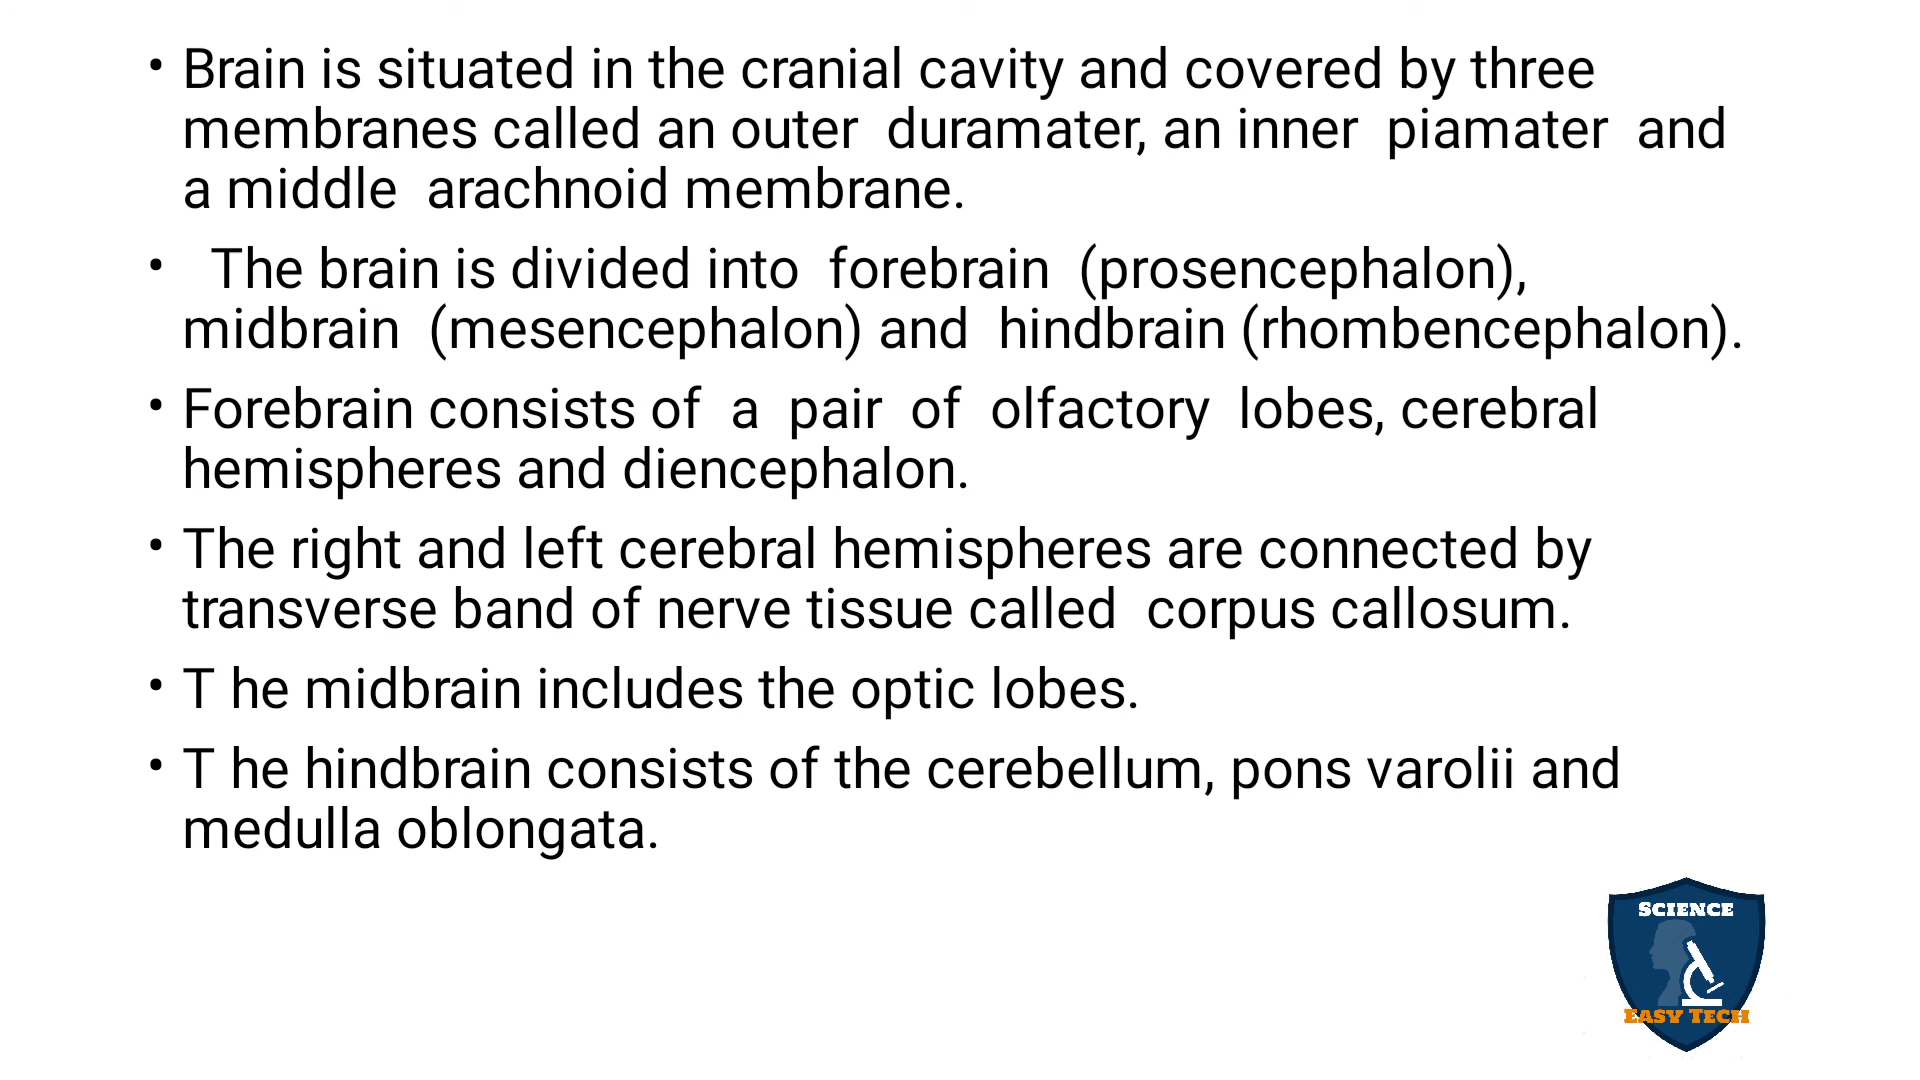 • Brain is situated in the cranial cavity and covered by three
membranes called an outer  duramater, an inner  piamater  and
a middle  arachnoid membrane.
•   The brain is divided into  forebrain  (prosencephalon),
midbrain  (mesencephalon) and  hindbrain (rhombencephalon).
• Forebrain consists of  a  pair  of  olfactory  lobes, cerebral
hemispheres and diencephalon.
• The right and left cerebral hemispheres are connected by
transverse band of nerve tissue called  corpus callosum.
• T he midbrain includes the optic lobes.
• T he hindbrain consists of the cerebellum, pons varolii and
medulla oblongata.
SCIENCE
EASY TECH